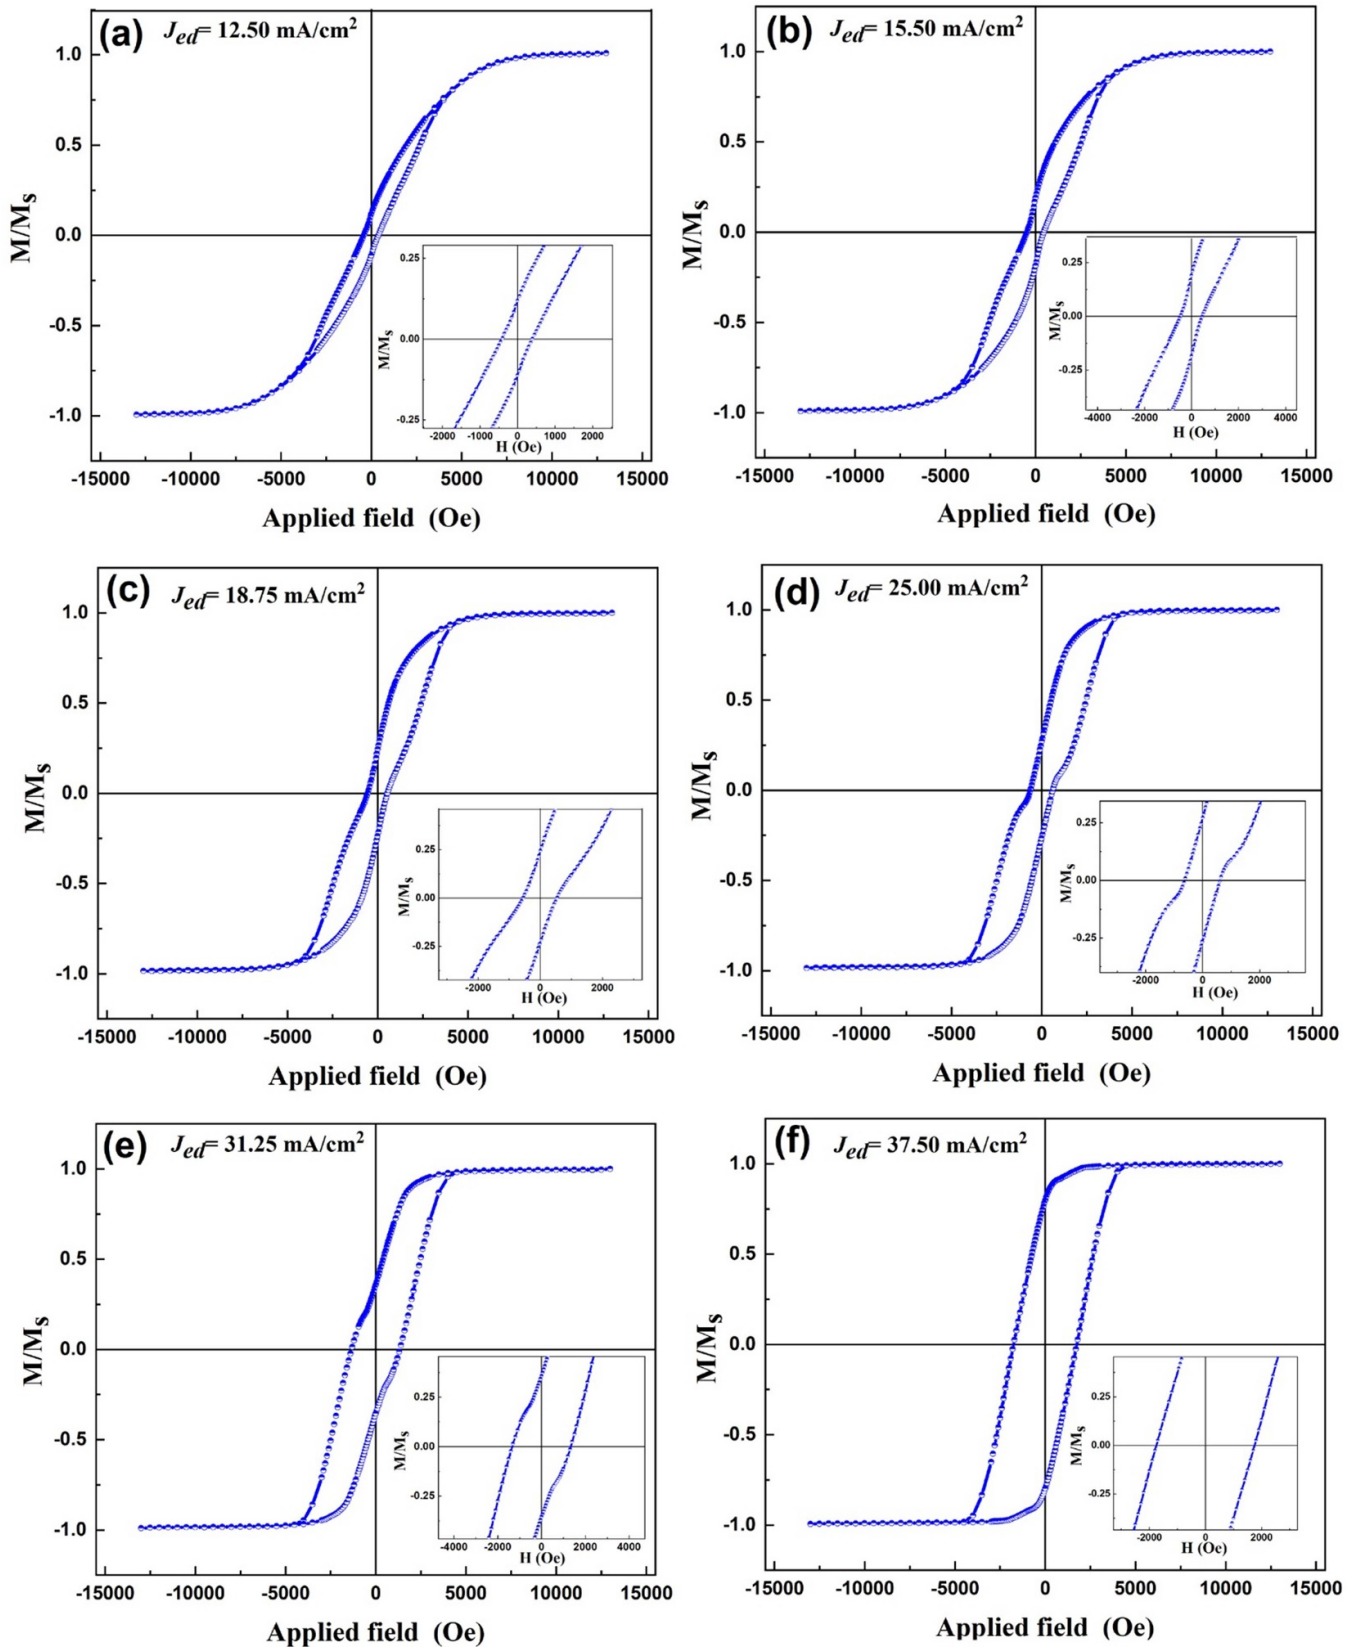 (a) J_ed= 12.50 mA/cm²
1.0
0.5
0.0
-0.5
-1.0
M/Ms
0.25
0.00
-0.25
M/Ms
-2000 -1000 0 1000 2000
H (Oe)
-15000 -10000 -5000 0 5000 10000 15000
Applied field (Oe)
(b) J_ed= 15.50 mA/cm²
1.0
0.5
0.0
-0.5
-1.0
M/Ms
0.25
0.00
-0.25
M/Ms
-4000 -2000 0 2000 4000
H (Oe)
-15000 -10000 -5000 0 5000 10000 15000
Applied field (Oe)
(c) J_ed= 18.75 mA/cm²
1.0
0.5
0.0
-0.5
-1.0
M/Ms
0.25
0.00
-0.25
M/Ms
-2000 0 2000
H (Oe)
-15000 -10000 -5000 0 5000 10000 15000
Applied field (Oe)
(d) J_ed= 25.00 mA/cm²
1.0
0.5
0.0
-0.5
-1.0
M/Ms
0.25
0.00
-0.25
M/Ms
-2000 0 2000
H (Oe)
-15000 -10000 -5000 0 5000 10000 15000
Applied field (Oe)
(e) J_ed= 31.25 mA/cm²
1.0
0.5
0.0
-0.5
-1.0
M/Ms
0.25
0.00
-0.25
M/Ms
-4000 -2000 0 2000 4000
H (Oe)
-15000 -10000 -5000 0 5000 10000 15000
Applied field (Oe)
(f) J_ed= 37.50 mA/cm²
1.0
0.5
0.0
-0.5
-1.0
M/Ms
0.25
0.00
-0.25
M/Ms
-2000 0 2000
H (Oe)
-15000 -10000 -5000 0 5000 10000 15000
Applied field (Oe)